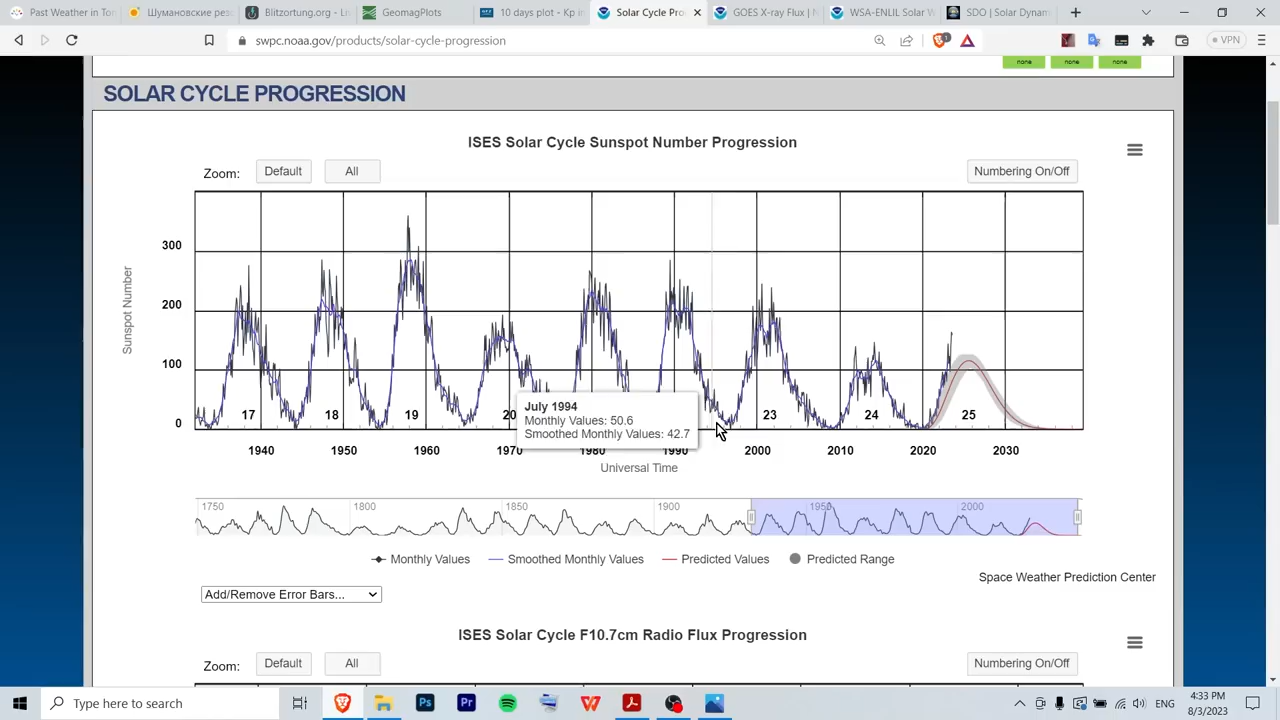 Past Weather in Tom
Шумановские резо
Blitzortung.org - Li
GeomagPlots
10 days plot - Kp in
Solar Cycle Pro
GOES X-ray Flux | N
WSA-ENLIL Solar W
SDO | Solar Dynam
swpc.noaa.gov/products/solar-cycle-progression
1
VPN
none
none
none
SOLAR CYCLE PROGRESSION
ISES Solar Cycle Sunspot Number Progression
Zoom:
Default
All
Numbering On/Off
Sunspot Number
300
200
100
0
17
18
19
20
23
24
25
July 1994
Monthly Values: 50.6
Smoothed Monthly Values: 42.7
1940
1950
1960
1970
1980
1990
2000
2010
2020
2030
Universal Time
1750
1800
1850
1900
1950
2000
Monthly Values
Smoothed Monthly Values
Predicted Values
Predicted Range
Space Weather Prediction Center
Add/Remove Error Bars...
ISES Solar Cycle F10.7cm Radio Flux Progression
Zoom:
Default
All
Numbering On/Off
Type here to search
Ps
Pr
ENG
4:33 PM
8/3/2023